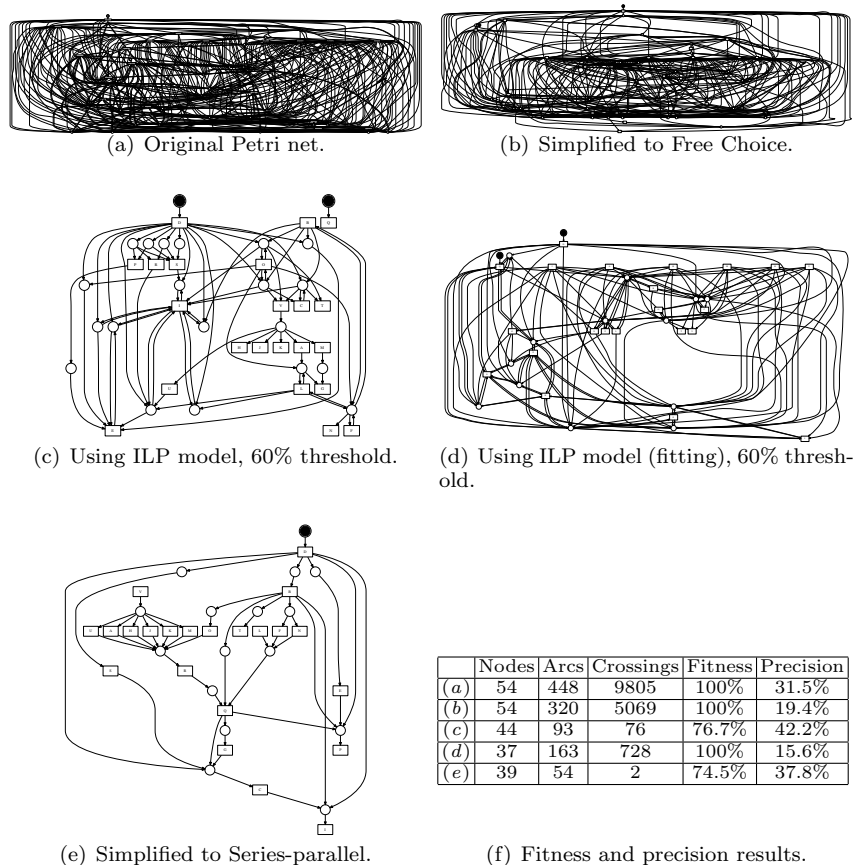 (a) Original Petri net.
(b) Simplified to Free Choice.
(c) Using ILP model, 60% threshold.
(d) Using ILP model (fitting), 60% thresh-
old.
Nodes Arcs Crossings Fitness Precision
(a) 54 448 9805 100% 31.5%
(b) 54 320 5069 100% 19.4%
(c) 44 93 76 76.7% 42.2%
(d) 37 163 728 100% 15.6%
(e) 39 54 2 74.5% 37.8%
(e) Simplified to Series-parallel.
(f) Fitness and precision results.